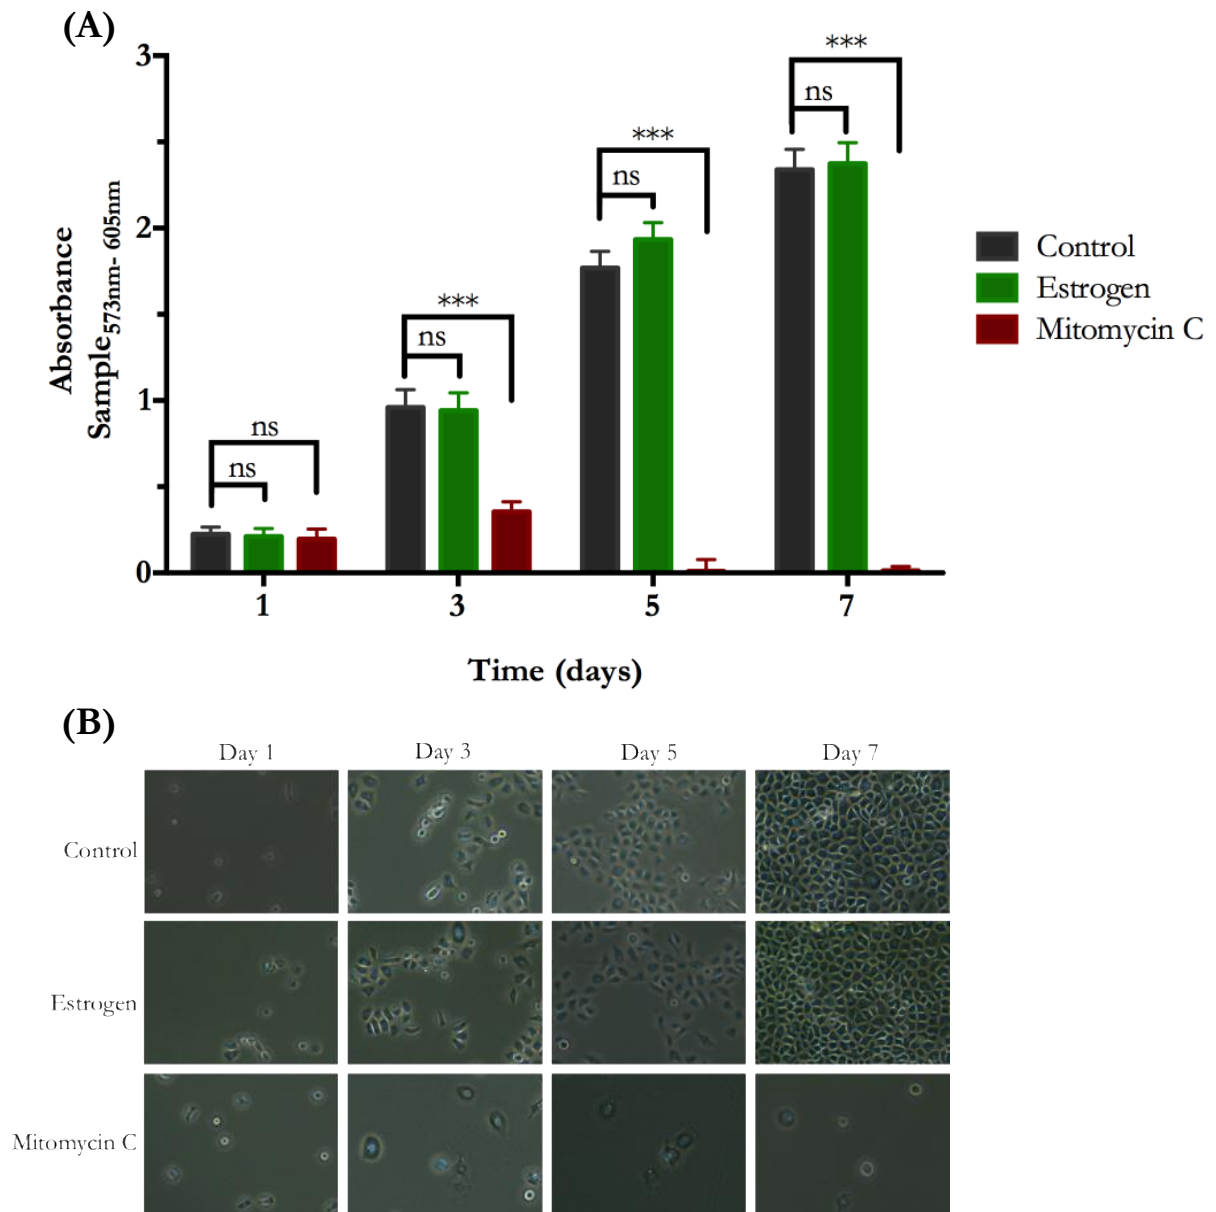 (A)
Absorbance
Sample573nm- 605nm
3
2
1
0
ns
ns
ns
***
ns
***
ns
***
1
3
5
7
Time (days)
Control
Estrogen
Mitomycin C
(B)
Day 1
Day 3
Day 5
Day 7
Control
Estrogen
Mitomycin C